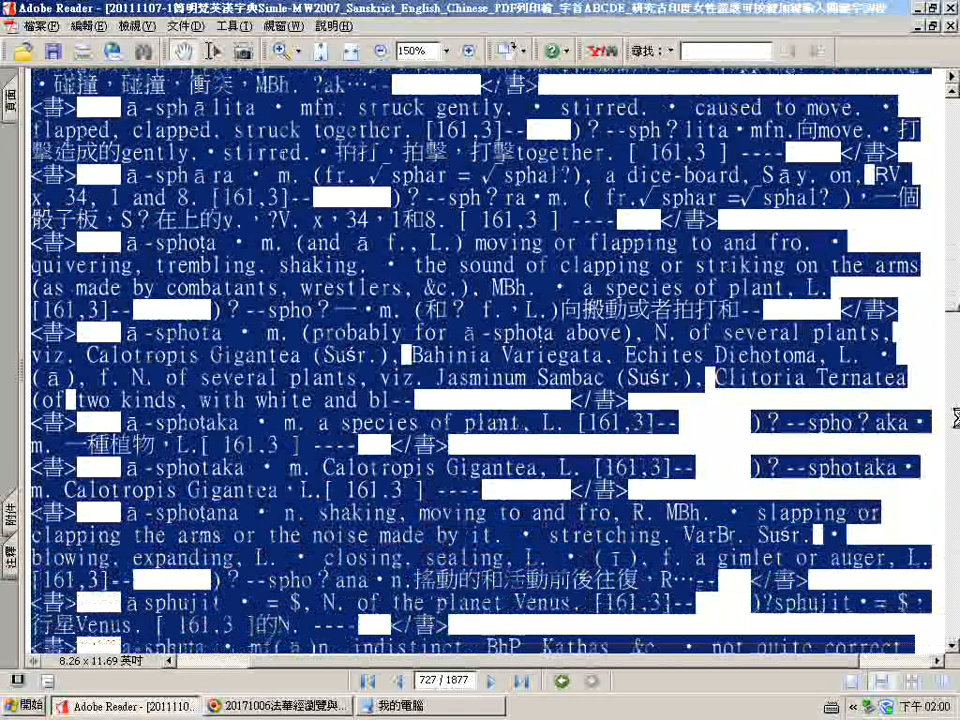 Adobe Reader - [20111107-1簡明梵英漢字典Simle-MW2007_Sanskrict_English_Chinese_PDF列印檔_字首ABCDE_研究古印度女性
檔案(F) 編輯(E) 檢視(V) 文件(D) 工具(T) 視窗(W) 說明(H)
150% 尋找：
頁面
‧碰撞，碰撞，衝突，MBh. ?ak…-- </書>
<書> ā-sphālita ‧ mfn. struck gently. ‧ stirred. ‧ caused to move. ‧
flapped, clapped, struck together. [161,3]-- )？--sph？lita‧mfn.向move.‧打
擊造成的gently.‧stirred.‧拍打，拍擊，打擊together. [ 161,3 ] ---- </書>
<書> ā-sphāra ‧ m. (fr. √sphar = √sphal?), a dice-board, Sāy. on, RV.
x, 34, 1 and 8. [161,3]-- )？--sph？ra‧m. ( fr.√sphar =√sphal? )，一個
骰子板，S？在上的y. ，?V. x，34，1和8. [ 161,3 ] ---- </書>
<書> ā-sphoṭa ‧ m. (and ā f., L.) moving or flapping to and fro. ‧
quivering, trembling, shaking. ‧ the sound of clapping or striking on the arms
(as made by combatants, wrestlers, &c.), MBh. ‧ a species of plant, L.
[161,3]-- )？--spho？一‧m. (和？ f.，L.)向搬動或者拍打和-- </書>
<書> ā-sphota ‧ m. (probably for ā-sphoṭa above), N. of several plants,
viz. Calotropis Gigantea (Suśr.), Bahinia Variegata, Echites Dichotoma, L. ‧
(ā), f. N. of several plants, viz. Jasminum Sambac (Suśr.), Clitoria Ternatea
(of two kinds, with white and bl-- </書>
<書> ā-sphoṭaka ‧ m. a species of plant, L. [161,3]-- )？--spho？aka‧
m. 一種植物，L.[ 161,3 ] ---- </書>
<書> ā-sphotaka ‧ m. Calotropis Gigantea, L. [161,3]-- )？--sphotaka‧
m. Calotropis Gigantea，L.[ 161.3 ] ---- </書>
<書> ā-sphoṭana ‧ n. shaking, moving to and fro, R. MBh. ‧ slapping or
clapping the arms or the noise made by it. ‧ stretching. VarBr. Suśr. ‧
blowing, expanding, L. ‧ closing, sealing, L. ‧ (ī), f. a gimlet or auger, L.
[161,3]-- )？--spho？ana‧n.搖動的和活動前後往復，R…-- </書>
<書> āsphujit ‧ = $, N. of the planet Venus. [161,3]-- )?sphujit‧= $，
行星Venus. [ 161,3 ]的N. ---- </書>
附件
注釋
8.26 x 11.69 英吋
727 / 1877
開始 Adobe Reader - [2011110... 20171006法華經瀏覽與... 我的電腦 下午 02:00